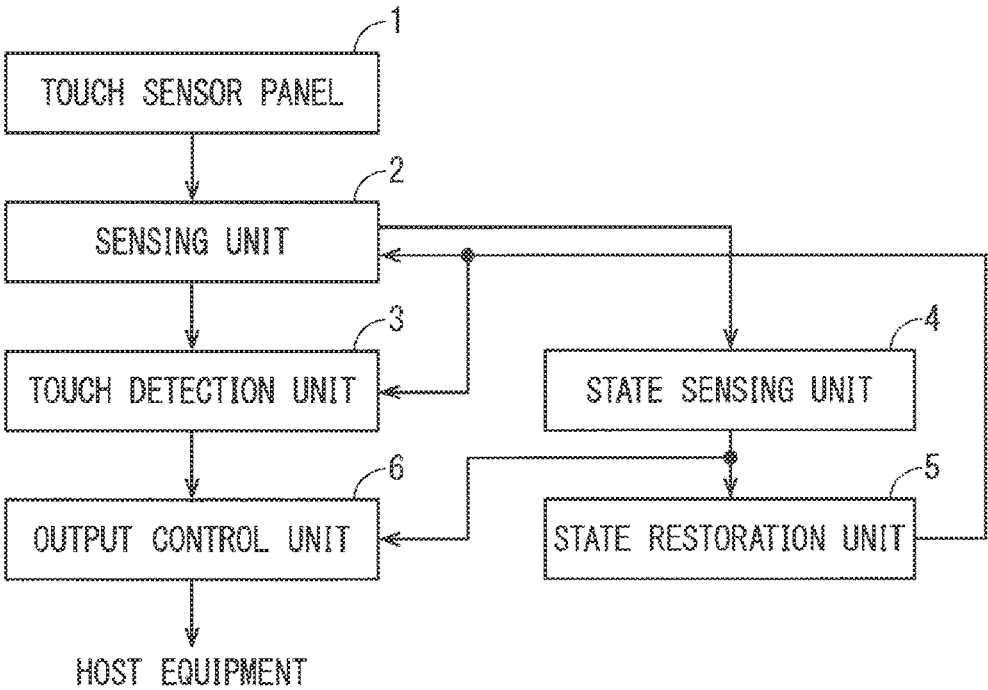 1
TOUCH SENSOR PANEL
2
SENSING UNIT
3
TOUCH DETECTION UNIT
4
STATE SENSING UNIT
6
OUTPUT CONTROL UNIT
5
STATE RESTORATION UNIT
HOST EQUIPMENT